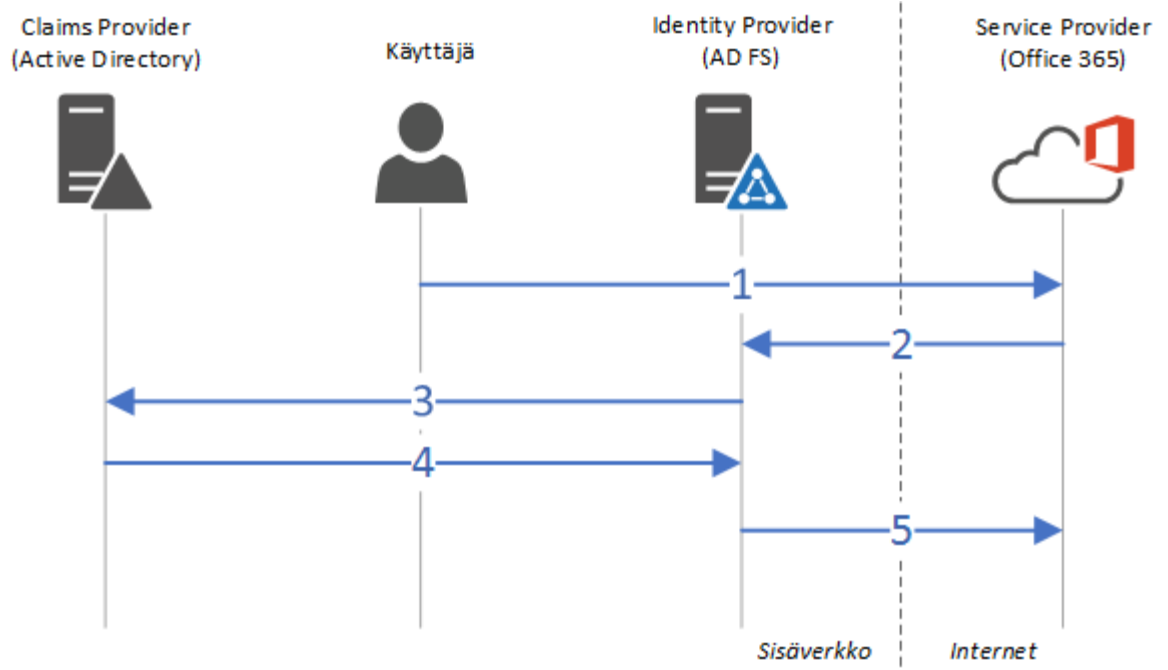 Claims Provider
(Active Directory)
Käyttäjä
Identity Provider
(AD FS)
Service Provider
(Office 365)
1
2
3
4
5
Sisäverkko
Internet